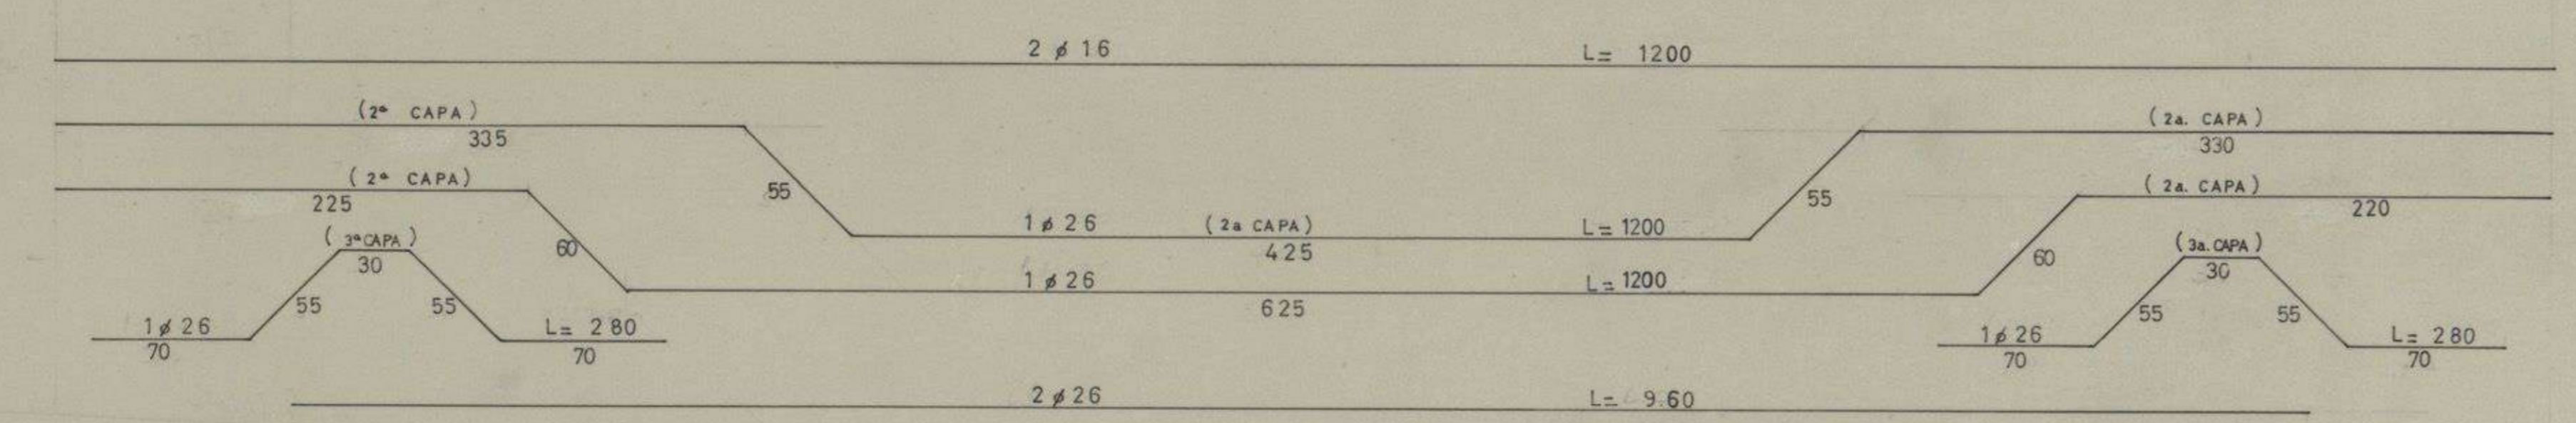 2 ø 16 L= 1200
(2ª CAPA) (2a. CAPA)
335 330
(2ª CAPA) 55 55 (2a. CAPA)
225 220
1 ø 26 (2a CAPA) L= 1200
425
(3ª CAPA) 60 60 (3a. CAPA)
30 30
1 ø 26 L= 1200
625
55 55 55 55
1 ø 26 L= 280 1 ø 26 L= 280
70 70 70 70
2 ø 26 L= 9.60